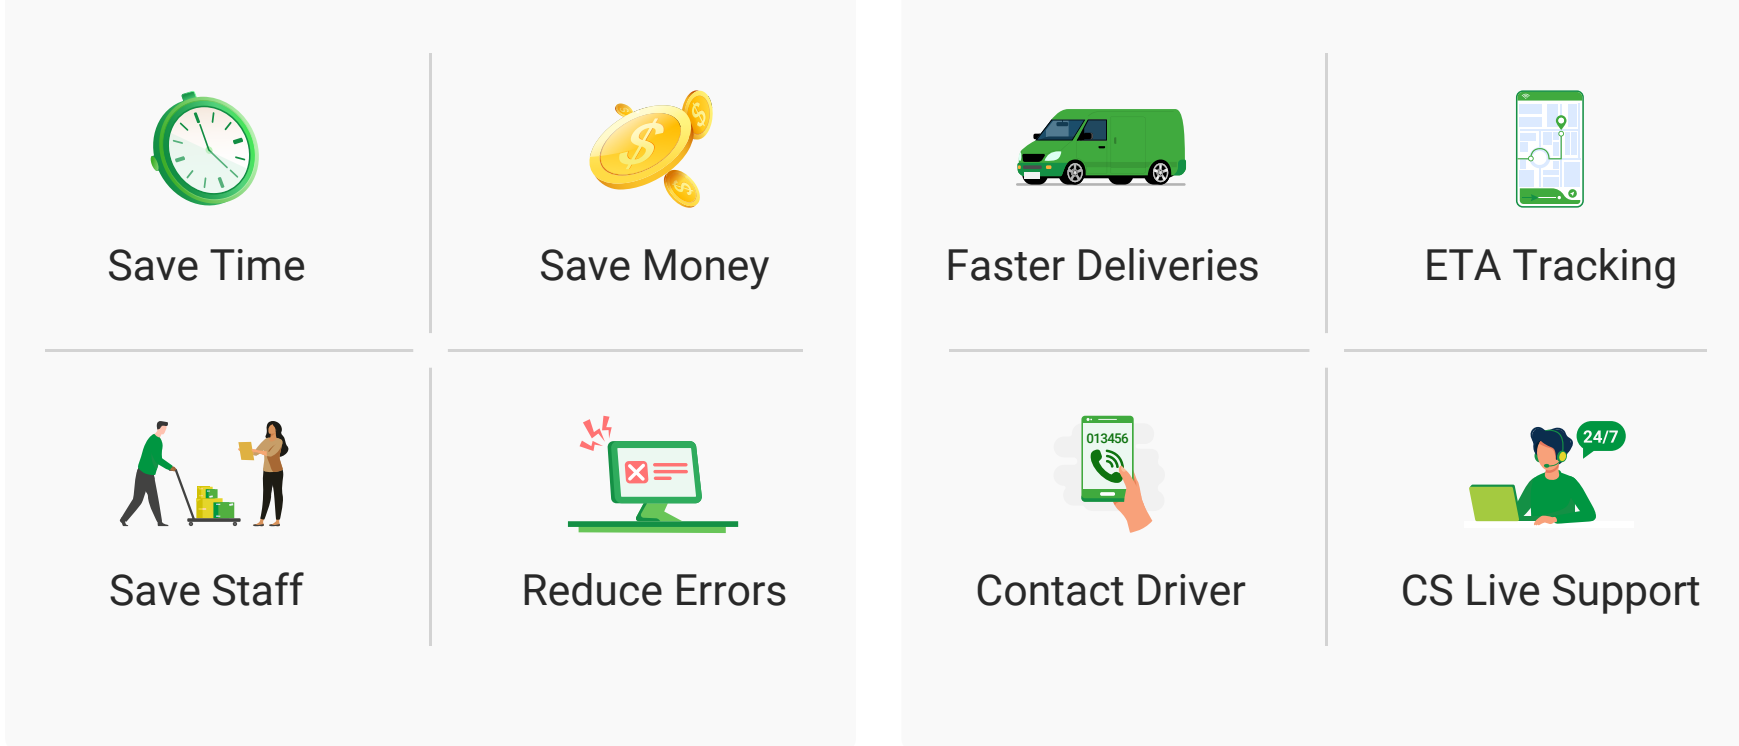 Save Time
Save Money
$
$
$
Save Staff
Reduce Errors
Faster Deliveries
ETA Tracking
013456
Contact Driver
24/7
CS Live Support